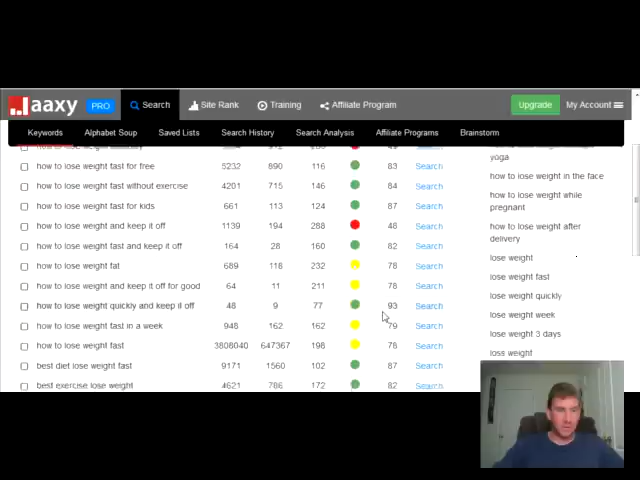 Jaaxy PRO Search Site Rank Training Affiliate Program Upgrade My Account
Keywords Alphabet Soup Saved Lists Search History Search Analysis Affiliate Programs Brainstorm
how to lose weight fast for free 5232 890 116 83 Search
how to lose weight fast without exercise 4201 715 146 84 Search
how to lose weight fast for kids 661 113 124 87 Search
how to lose weight and keep it off 1139 194 288 48 Search
how to lose weight fast and keep it off 164 28 160 82 Search
how to lose weight fat 689 118 232 78 Search
how to lose weight and keep it off for good 64 11 211 78 Search
how to lose weight quickly and keep it off 48 9 77 93 Search
how to lose weight fast in a week 948 162 162 79 Search
how to lose weight fast 3808040 647367 198 78 Search
best diet lose weight fast 9171 1560 102 87 Search
best exercise lose weight 4621 786 172 82 Search
yoga
how to lose weight in the face
how to lose weight while
pregnant
how to lose weight after
delivery
lose weight
lose weight fast
lose weight quickly
lose weight week
lose weight 3 days
loss weight